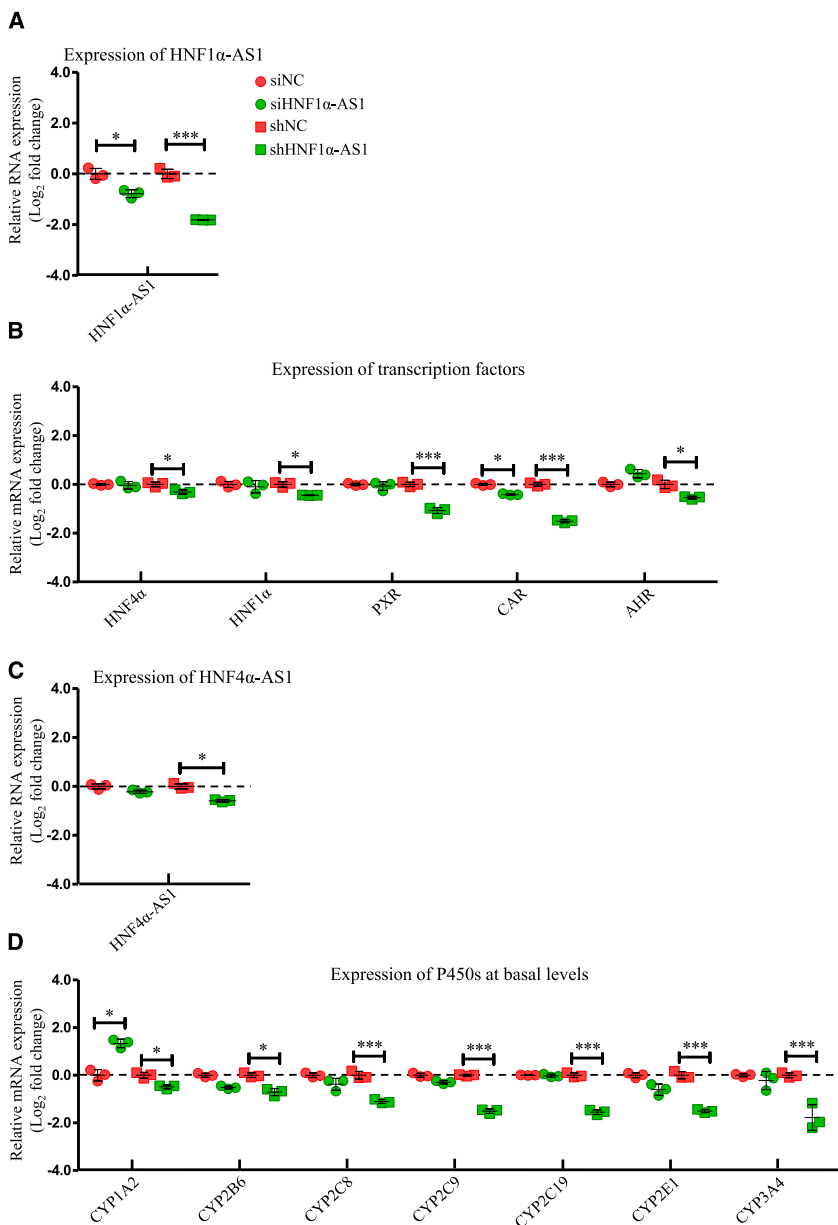 A
Expression of HNF1α-AS1
siNC
siHNF1α-AS1
shNC
shHNF1α-AS1
Relative RNA expression
(Log2 fold change)
4.0
2.0
0.0
-2.0
-4.0
*
***
HNF1α-AS1
B
Expression of transcription factors
Relative mRNA expression
(Log2 fold change)
4.0
2.0
0.0
-2.0
-4.0
*
*
***
*
***
*
HNF4α
HNF1α
PXR
CAR
AHR
C
Expression of HNF4α-AS1
Relative RNA expression
(Log2 fold change)
4.0
2.0
0.0
-2.0
-4.0
*
HNF4α-AS1
D
Expression of P450s at basal levels
Relative mRNA expression
(Log2 fold change)
4.0
2.0
0.0
-2.0
-4.0
*
*
*
***
***
***
***
***
CYP1A2
CYP2B6
CYP2C8
CYP2C9
CYP2C19
CYP2E1
CYP3A4